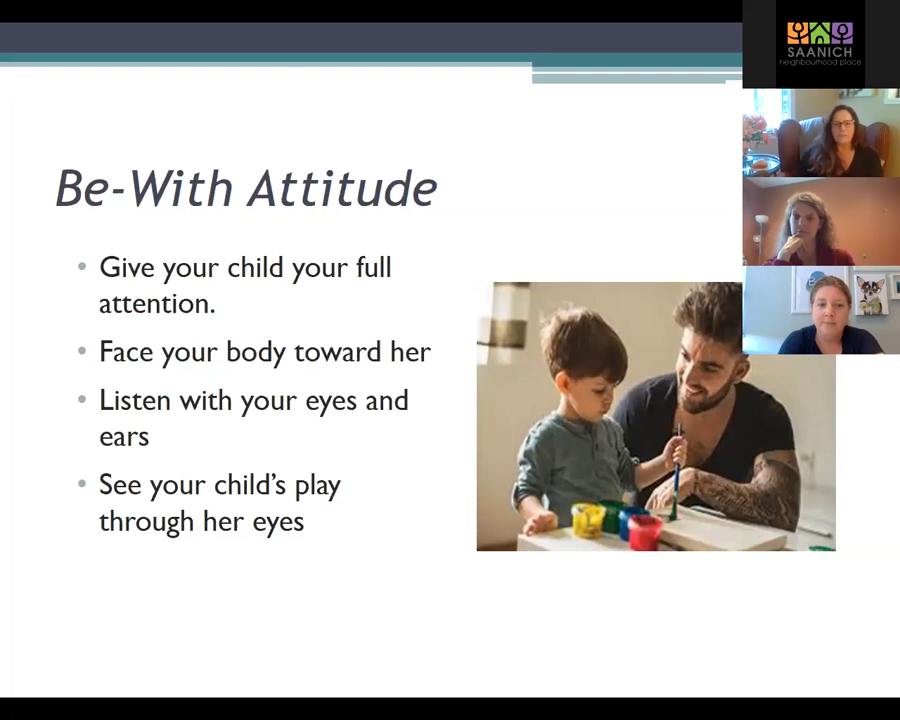 SAANICH
neighbourhood place
Be-With Attitude
• Give your child your full
attention.
• Face your body toward her
• Listen with your eyes and
ears
• See your child's play
through her eyes